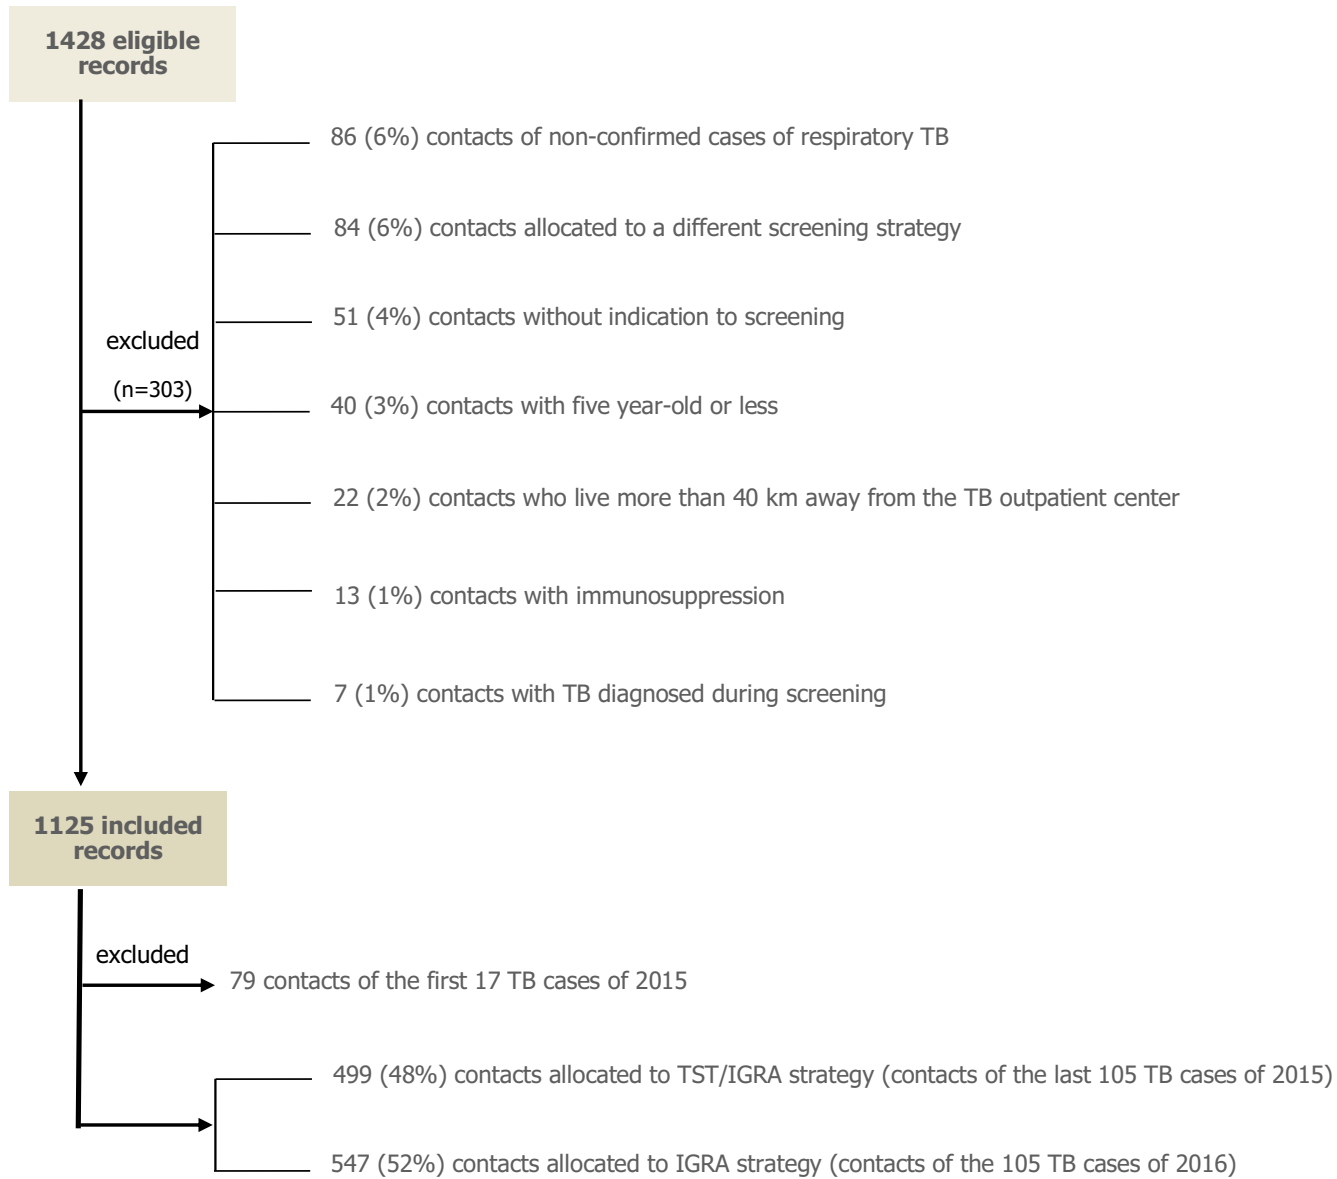 1428 eligible
records
86 (6%) contacts of non-confirmed cases of respiratory TB
84 (6%) contacts allocated to a different screening strategy
51 (4%) contacts without indication to screening
excluded
(n=303)
40 (3%) contacts with five year-old or less
22 (2%) contacts who live more than 40 km away from the TB outpatient center
13 (1%) contacts with immunosuppression
7 (1%) contacts with TB diagnosed during screening
1125 included
records
excluded
79 contacts of the first 17 TB cases of 2015
499 (48%) contacts allocated to TST/IGRA strategy (contacts of the last 105 TB cases of 2015)
547 (52%) contacts allocated to IGRA strategy (contacts of the 105 TB cases of 2016)